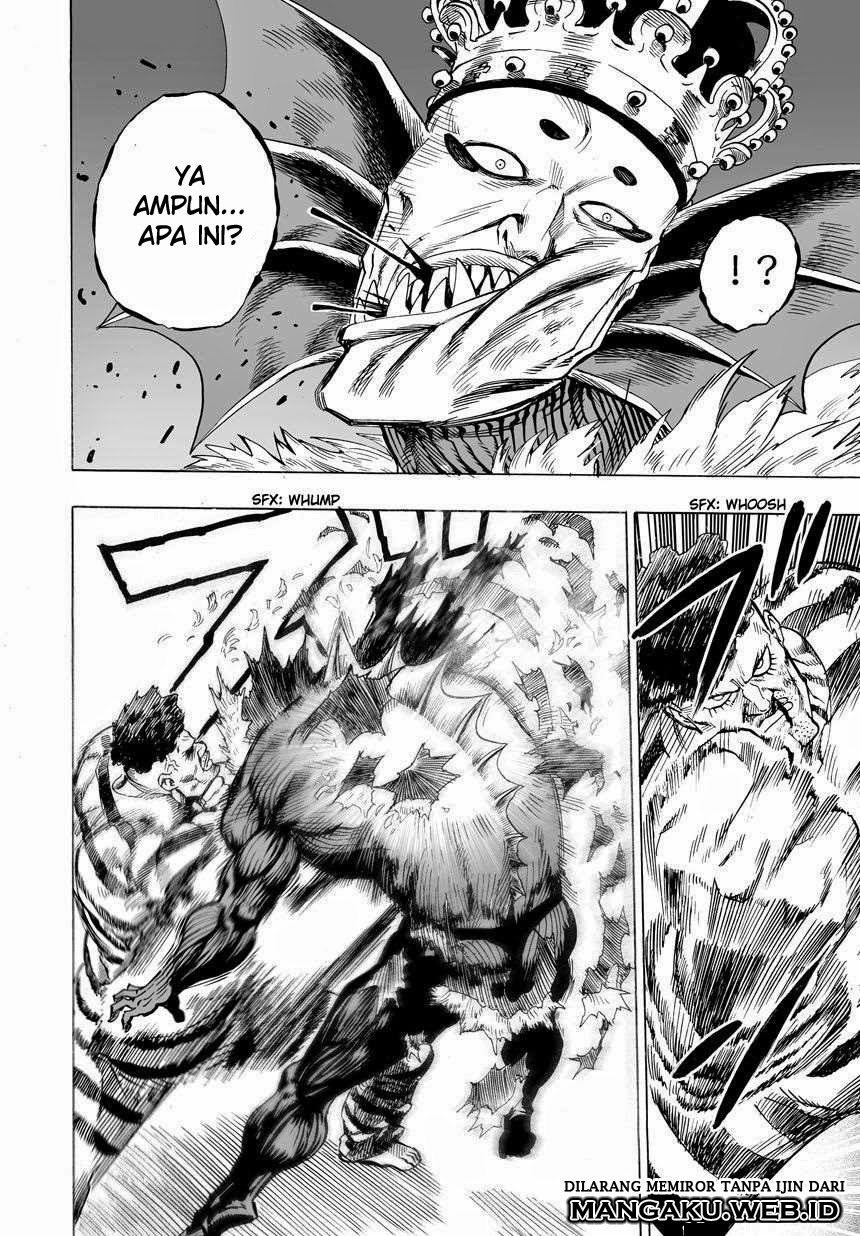 ! ?
YA
AMPUN...
APA INI?
SFX: WHUMP
SFX: WHOOSH
DILARANG MEMIROR TANPA IJIN DARI
MANGAKU.WEB.ID